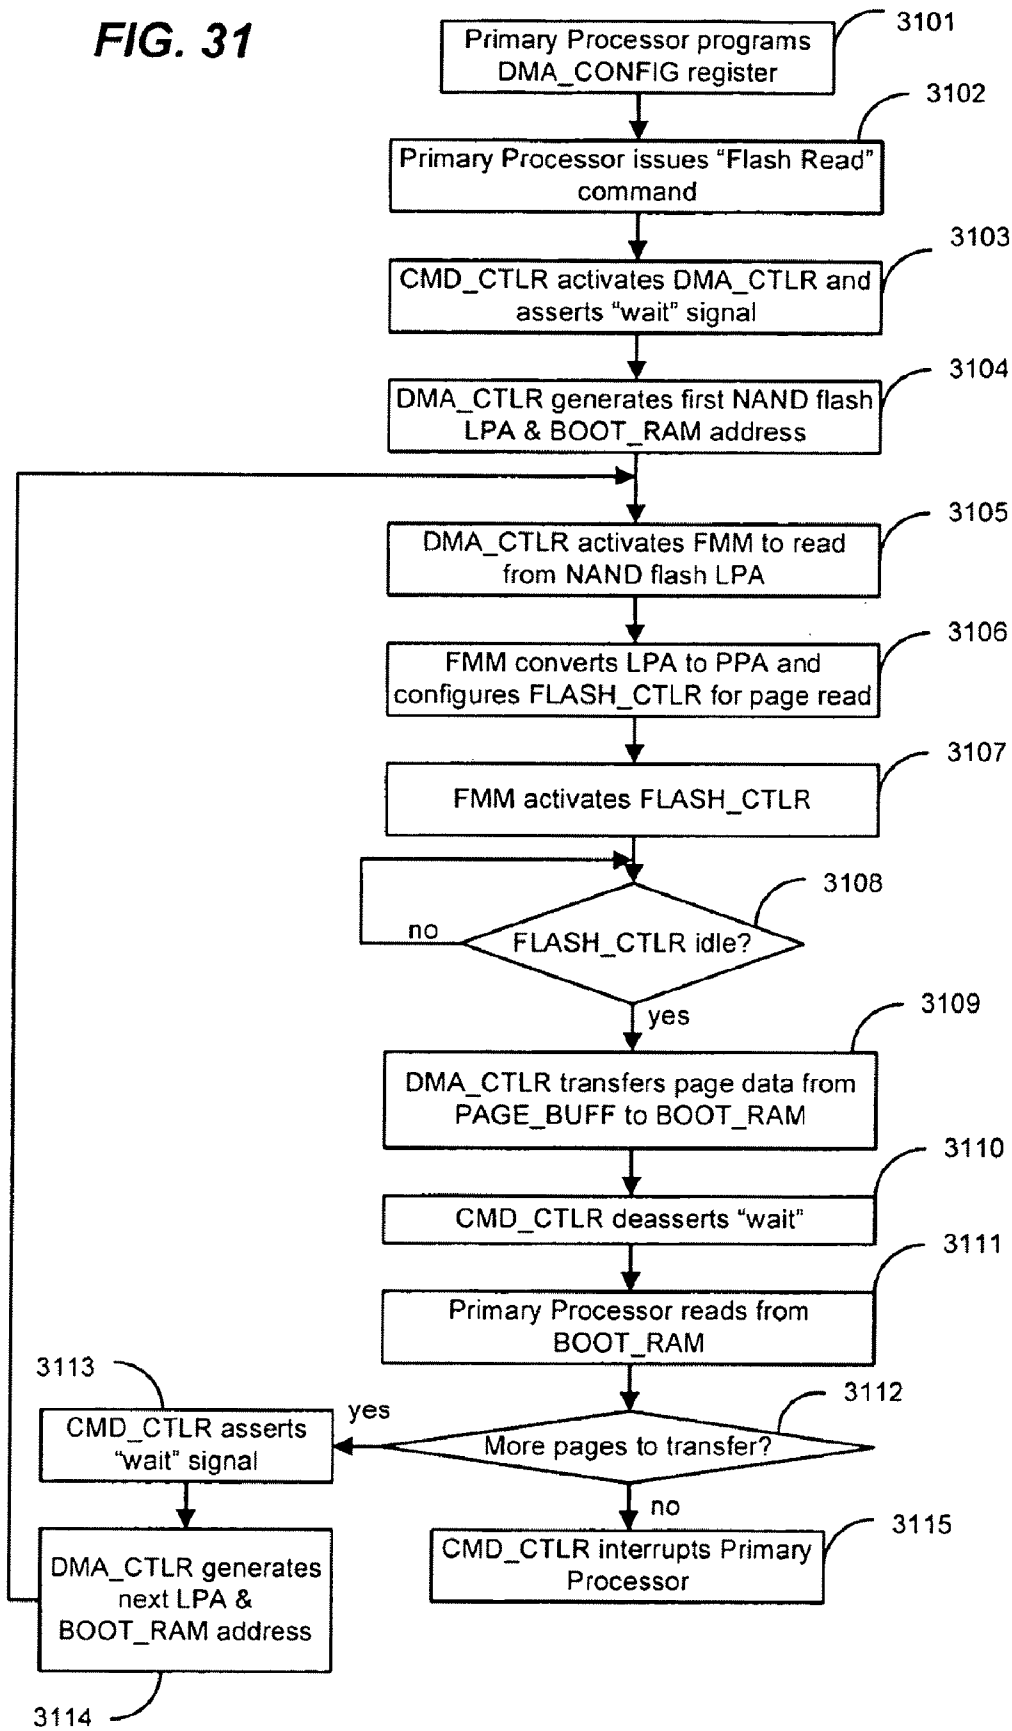 FIG. 31
3101
Primary Processor programs
DMA_CONFIG register
3102
Primary Processor issues “Flash Read”
command
3103
CMD_CTLR activates DMA_CTLR and
asserts “wait” signal
3104
DMA_CTLR generates first NAND flash
LPA & BOOT_RAM address
3105
DMA_CTLR activates FMM to read
from NAND flash LPA
3106
FMM converts LPA to PPA and
configures FLASH_CTLR for page read
3107
FMM activates FLASH_CTLR
3108
FLASH_CTLR idle?
no
yes
3109
DMA_CTLR transfers page data from
PAGE_BUFF to BOOT_RAM
3110
CMD_CTLR deasserts “wait”
3111
Primary Processor reads from
BOOT_RAM
3112
More pages to transfer?
yes
no
3113
CMD_CTLR asserts
“wait” signal
3115
CMD_CTLR interrupts Primary
Processor
DMA_CTLR generates
next LPA &
BOOT_RAM address
3114